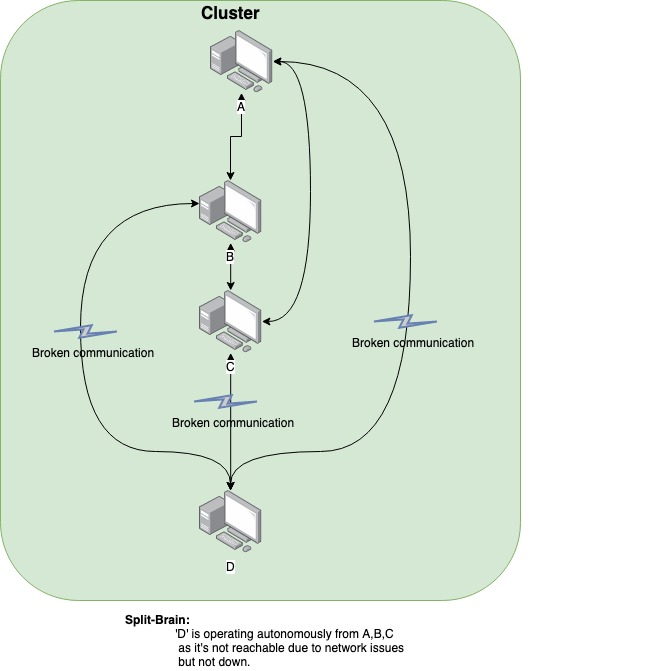 Cluster
A
B
Broken communication
Broken communication
C
Broken communication
D
Split-Brain:
'D' is operating autonomously from A,B,C
as it's not reachable due to network issues
but not down.